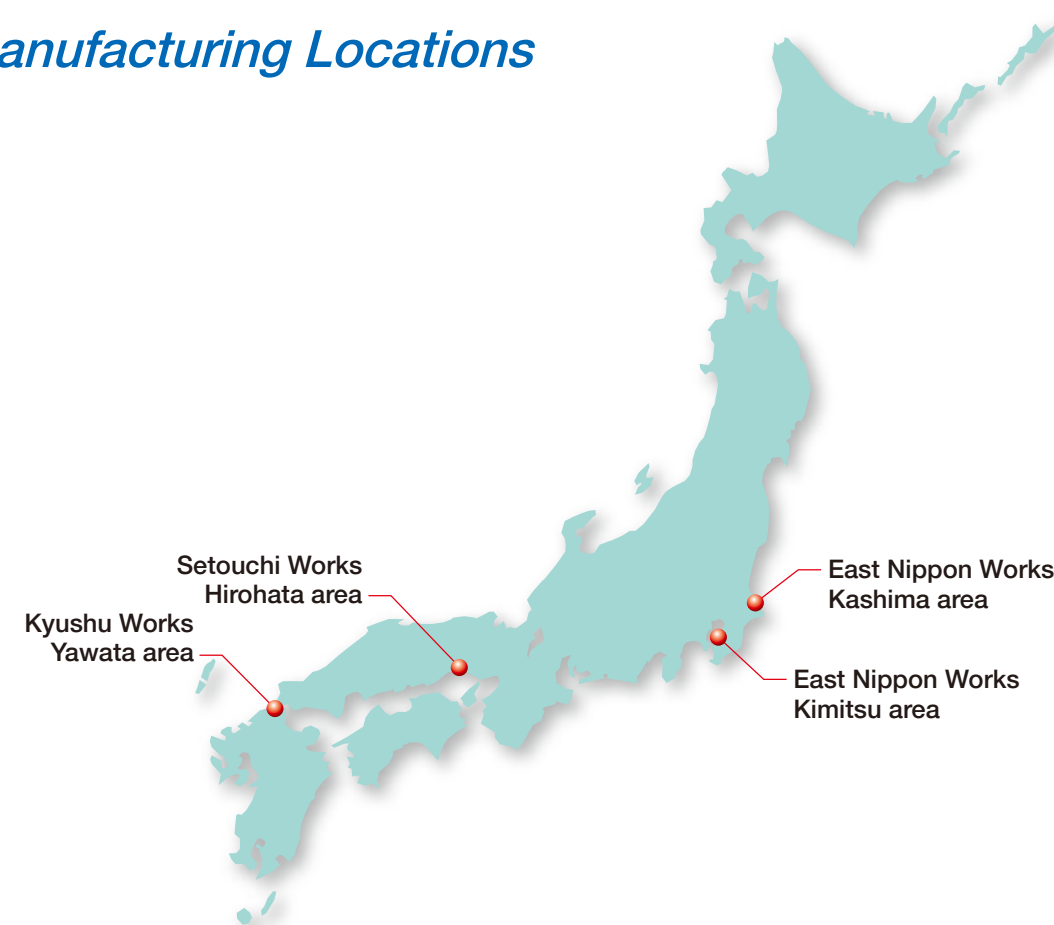 anufacturing Locations
Setouchi Works
Hirohata area
Kyushu Works
Yawata area
East Nippon Works
Kashima area
East Nippon Works
Kimitsu area